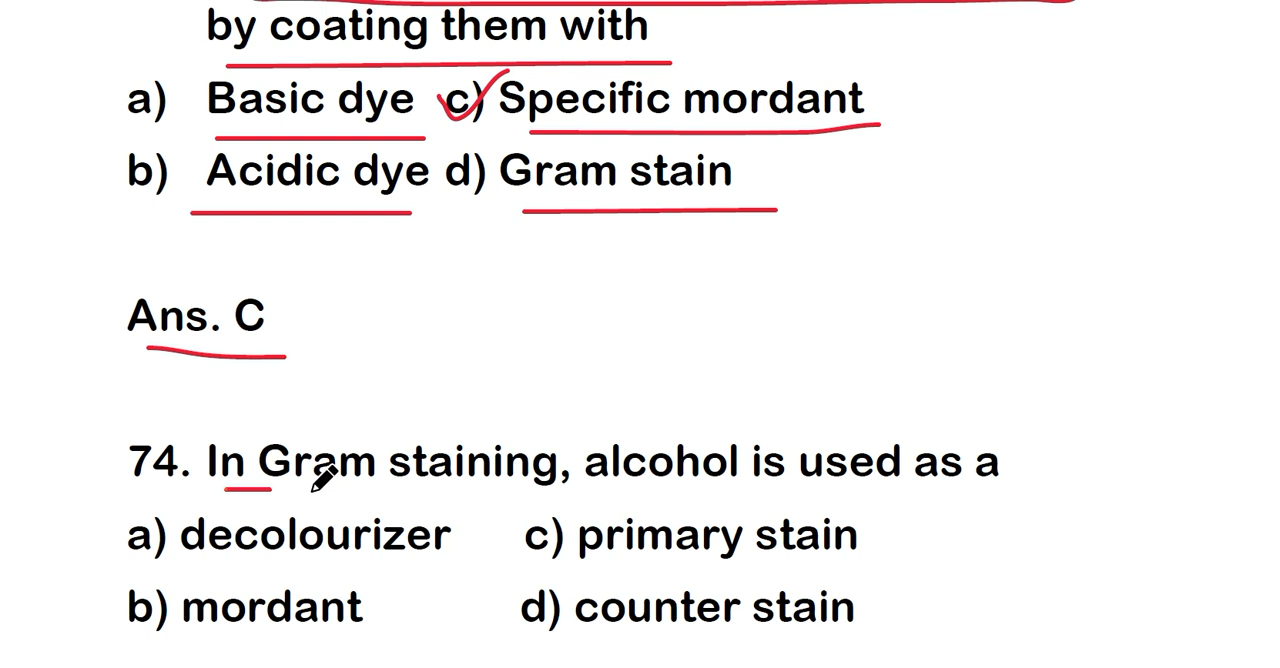 by coating them with
a) Basic dye c) Specific mordant
b) Acidic dye d) Gram stain
Ans. C
74. In Gram staining, alcohol is used as a
a) decolourizer c) primary stain
b) mordant d) counter stain